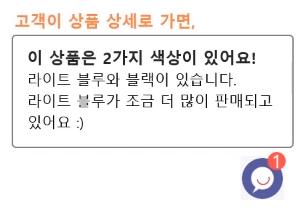 고객이 상품 상세로 가면,
이 상품은 2가지 색상이 있어요!
라이트 블루와 블랙이 있습니다.
라이트 블루가 조금 더 많이 판매되고
있어요 :)
1